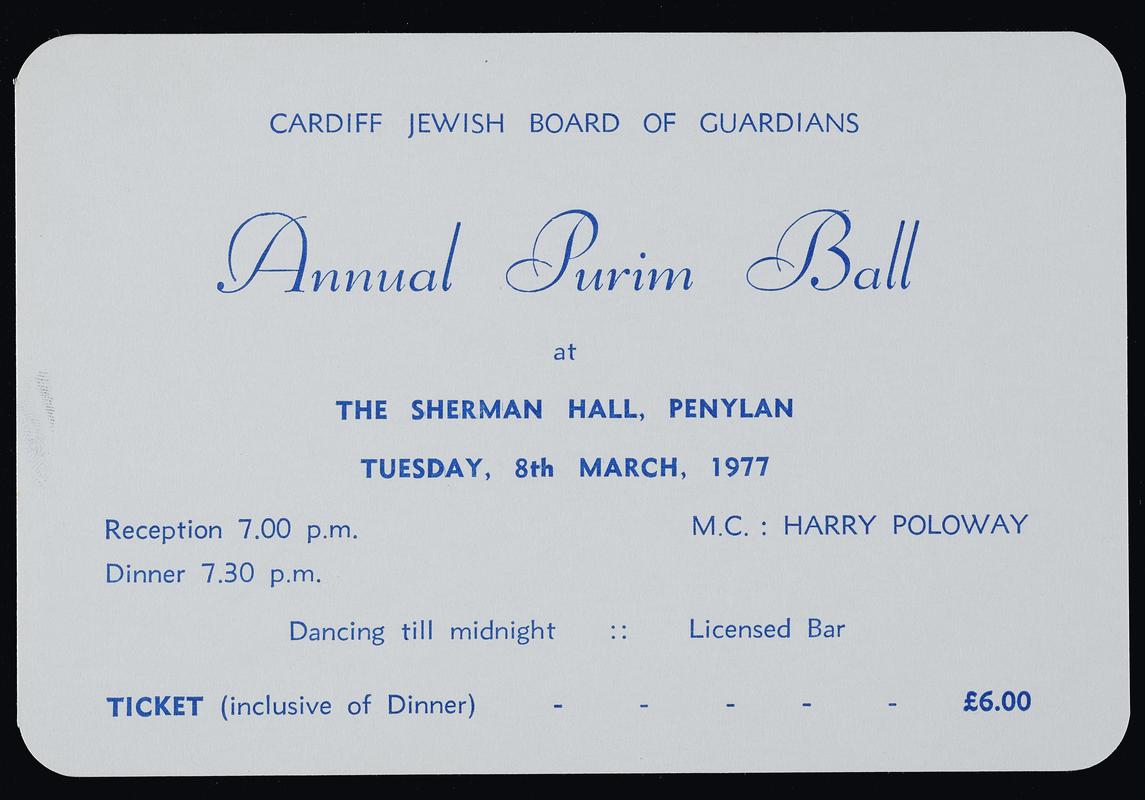 CARDIFF JEWISH BOARD OF GUARDIANS
Annual Purim Ball
at
THE SHERMAN HALL, PENYLAN
TUESDAY, 8th MARCH, 1977
Reception 7.00 p.m. M.C. : HARRY POLOWAY
Dinner 7.30 p.m.
Dancing till midnight :: Licensed Bar
TICKET (inclusive of Dinner) - - - - - £6.00